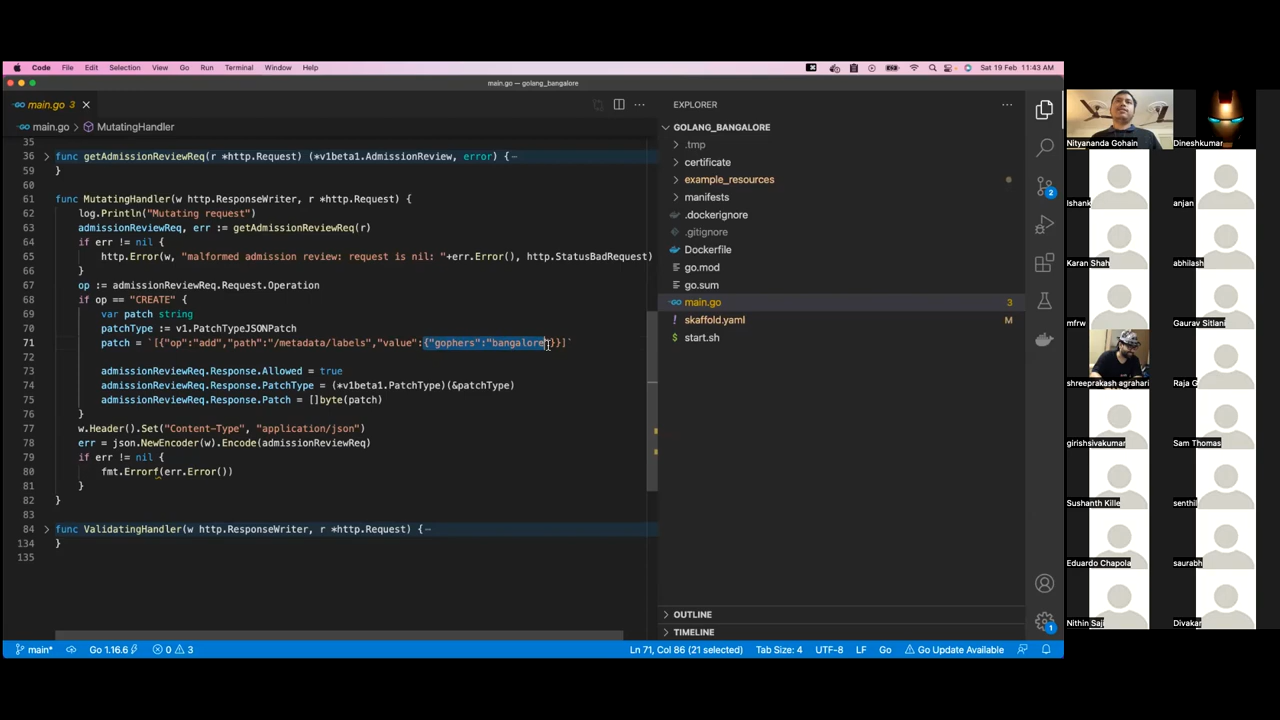 Code File Edit Selection View Go Run Terminal Window Help
Sat 19 Feb 11:43 AM
main.go — golang_bangalore
main.go 3
main.go > MutatingHandler
35
36 func getAdmissionReviewReq(r *http.Request) (*v1beta1.AdmissionReview, error) {
59 }
60
61 func MutatingHandler(w http.ResponseWriter, r *http.Request) {
62 log.Println("Mutating request")
63 admissionReviewReq, err := getAdmissionReviewReq(r)
64 if err != nil {
65 http.Error(w, "malformed admission review: request is nil: "+err.Error(), http.StatusBadRequest)
66 }
67 op := admissionReviewReq.Request.Operation
68 if op == "CREATE" {
69 var patch string
70 patchType := v1.PatchTypeJSONPatch
71 patch = `[{"op":"add","path":"/metadata/labels","value":{"gophers":"bangalore"}}]`
72
73 admissionReviewReq.Response.Allowed = true
74 admissionReviewReq.Response.PatchType = (*v1beta1.PatchType)(&patchType)
75 admissionReviewReq.Response.Patch = []byte(patch)
76 }
77 w.Header().Set("Content-Type", "application/json")
78 err = json.NewEncoder(w).Encode(admissionReviewReq)
79 if err != nil {
80 fmt.Errorf(err.Error())
81 }
82 }
84 func ValidatingHandler(w http.ResponseWriter, r *http.Request) {
134 }
135
EXPLORER
GOLANG_BANGALORE
.tmp
certificate
example_resources
manifests
.dockerignore
.gitignore
Dockerfile
go.mod
go.sum
main.go 3
skaffold.yaml M
start.sh
OUTLINE
TIMELINE
2
1
main* Go 1.16.6 0 3
Ln 71, Col 86 (21 selected) Tab Size: 4 UTF-8 LF Go Go Update Available
Nityananda Gohain
Dineshkumar
Ishank
anjan
Karan Shah
abhilash
mfrw
Gaurav Sitlani
shreeprakash agrahari
Raja G
girishsivakumar
Sam Thomas
Sushanth Kille
senthil
Eduardo Chapola
saurabh
Nithin Saji
Divakar